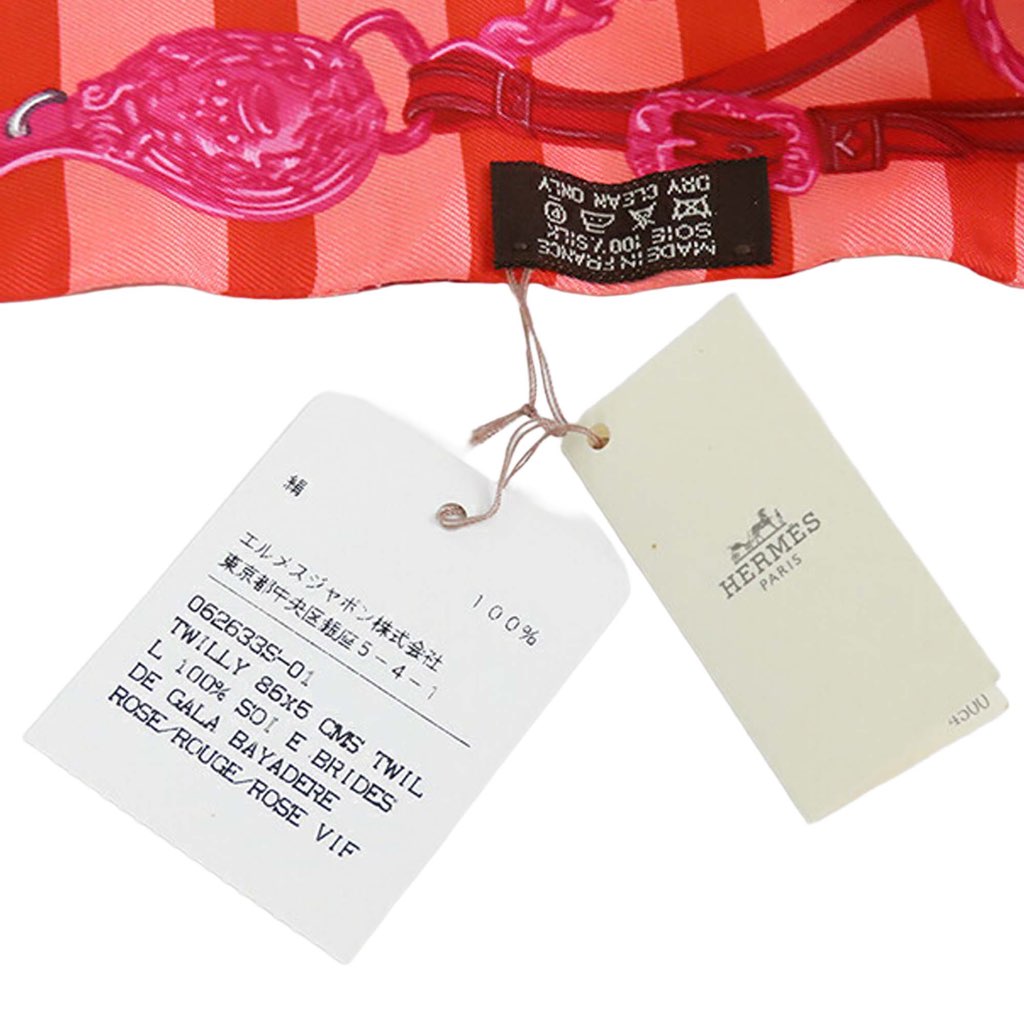 MADE IN FRANCE
SOIE 100% SILK
DRY CLEAN ONLY
絹
100%
エルメスジャポン株式会社
東京都中央区銀座5-4-1
062633S-01
TWILLY 86x5 CMS TWIL
L 100% SOI E BRIDES
DE GALA BAYADERE
ROSE/ROUGE/ROSE VIF
HERMÈS
PARIS